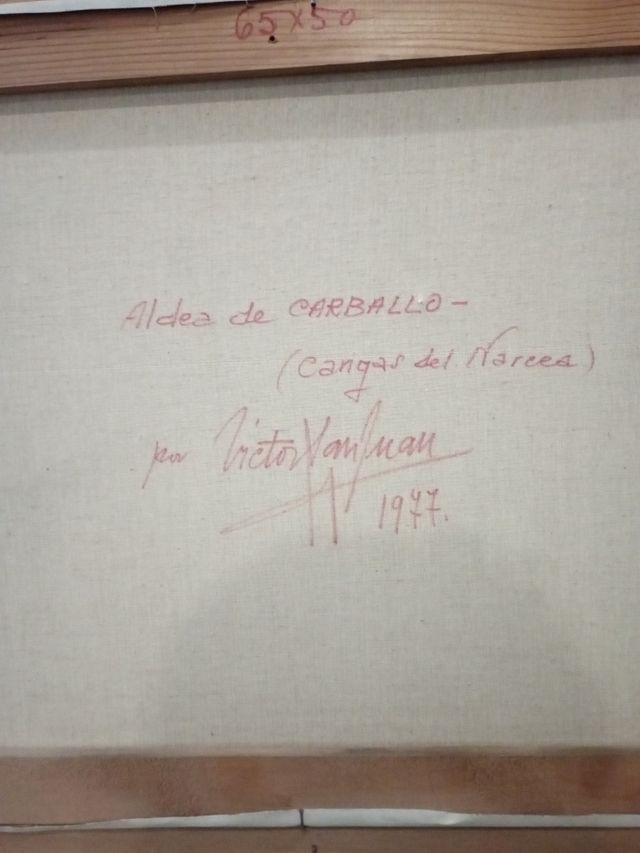 65x50
Aldea de CARBALLO-
(Cangas del Narcea)
por Victor SanJuan
1977.